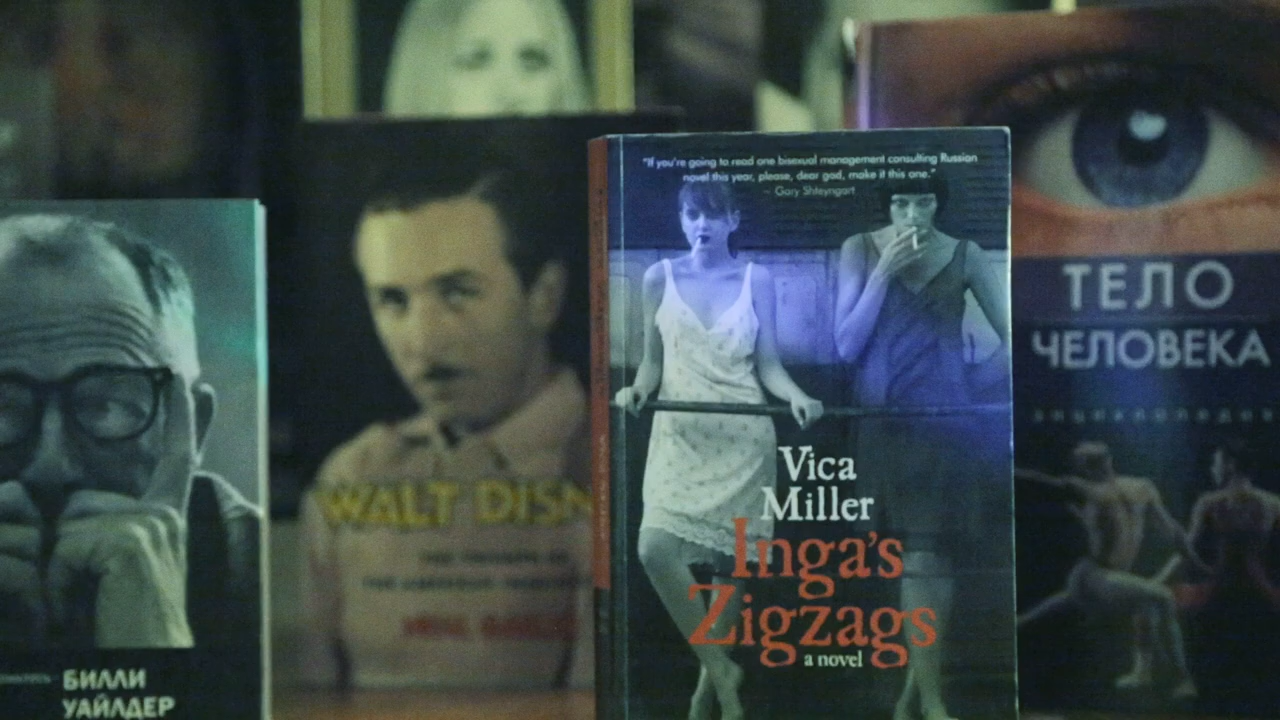 "If you're going to read one bisexual management consulting Russian
novel this year, please, dear god, make it this one."
– Gary Shteyngart
Vica
Miller
Inga's
Zigzags
a novel
WALT DISN
ТЕЛО
ЧЕЛОВЕКА
энциклопедия
БИЛЛИ
УАЙЛДЕР